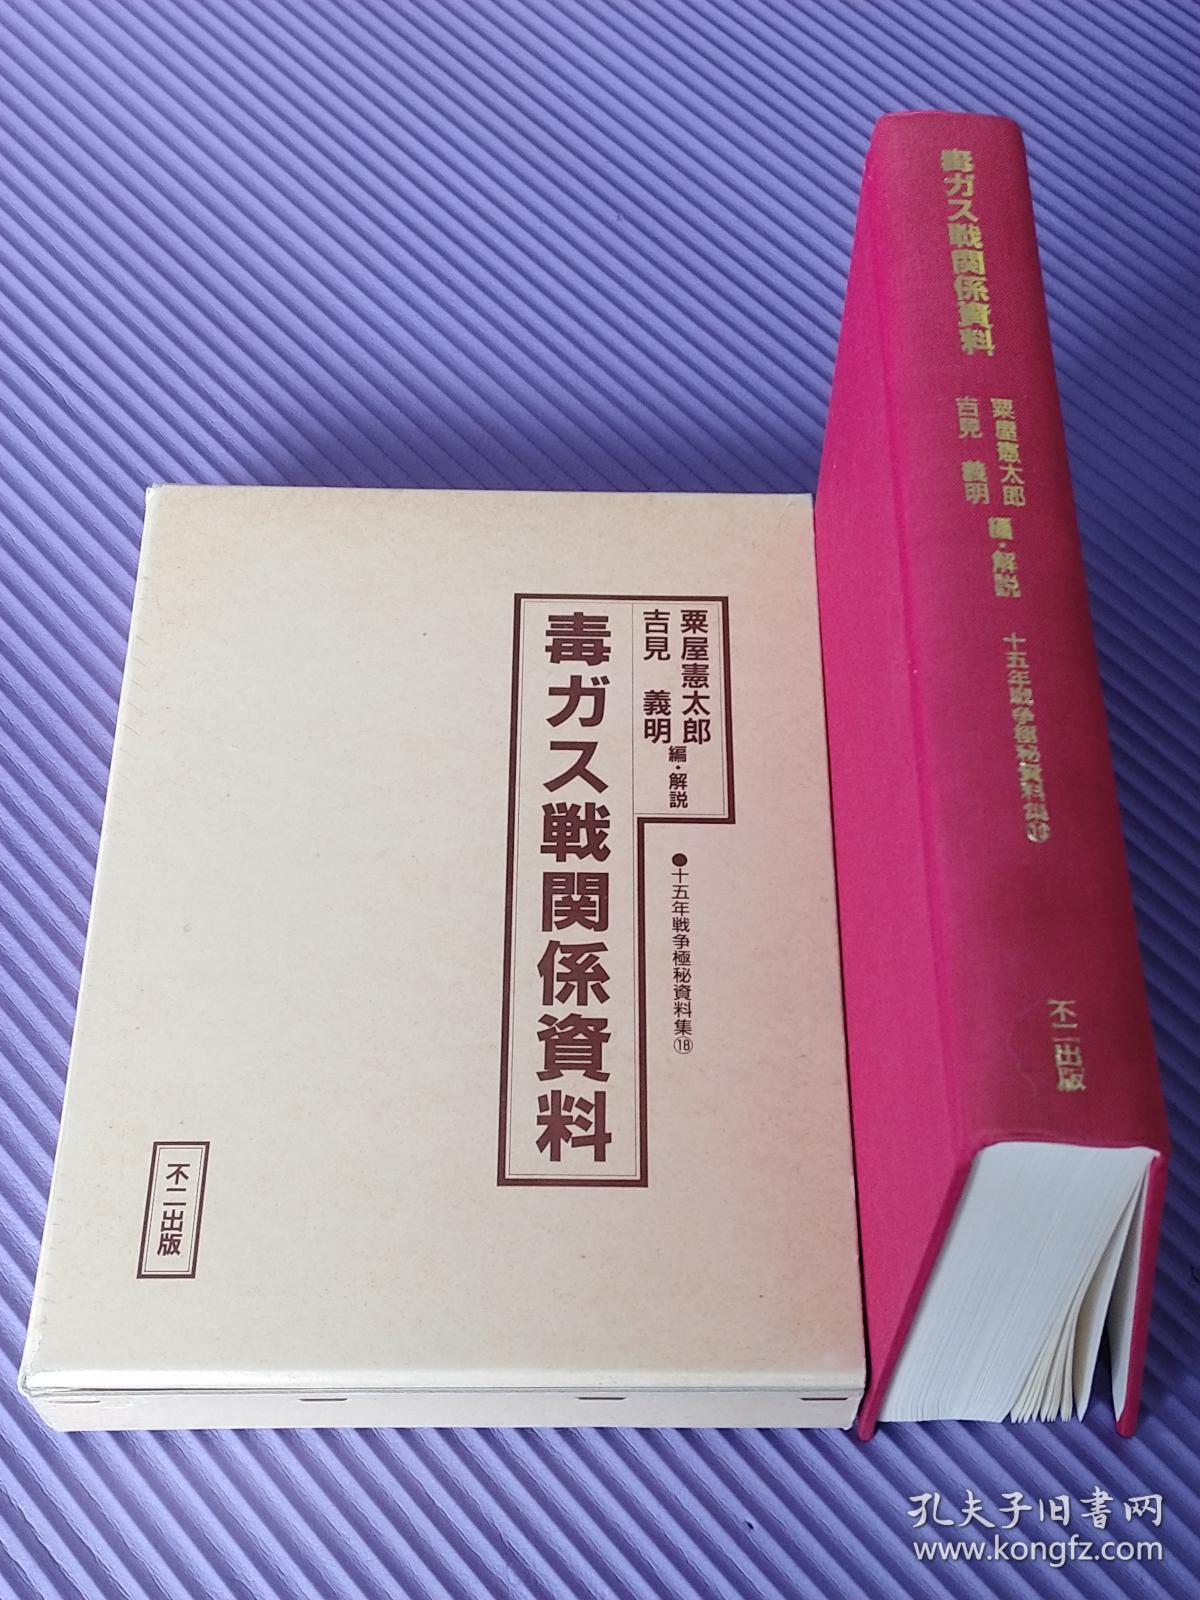 粟屋憲太郎
吉見 義明
編・解説
●十五年戦争極秘資料集⑱
毒ガス戦関係資料
不二出版
毒ガス戦関係資料
粟屋憲太郎
吉見 義明
編・解説
十五年戦争極秘資料集⑱
不二出版
孔夫子旧书网
www.kongfz.com